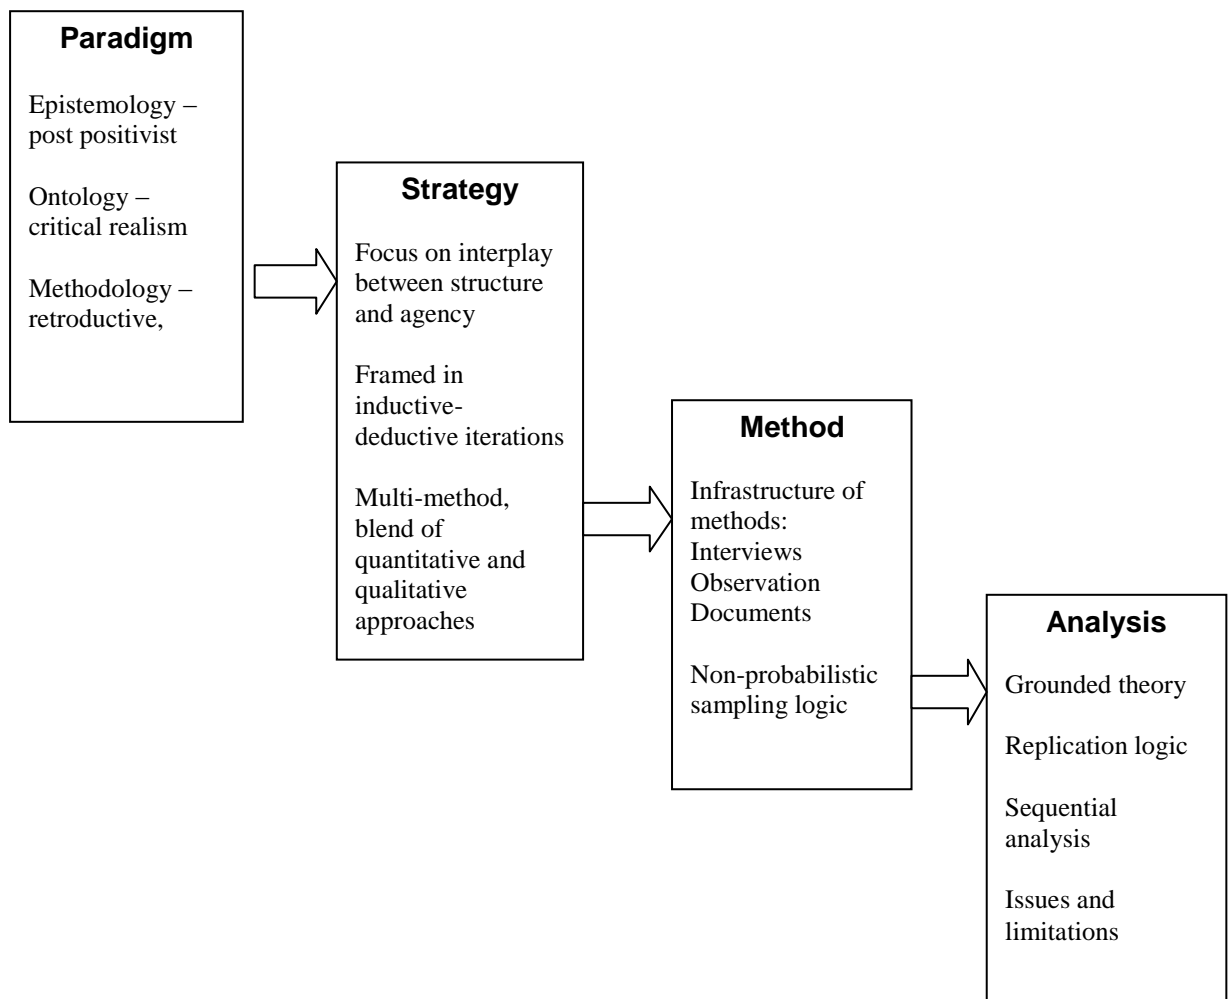 Paradigm
Epistemology –
post positivist
Ontology –
critical realism
Methodology –
retroductive,
Strategy
Focus on interplay
between structure
and agency
Framed in
inductive-
deductive iterations
Multi-method,
blend of
quantitative and
qualitative
approaches
Method
Infrastructure of
methods:
Interviews
Observation
Documents
Non-probabilistic
sampling logic
Analysis
Grounded theory
Replication logic
Sequential
analysis
Issues and
limitations